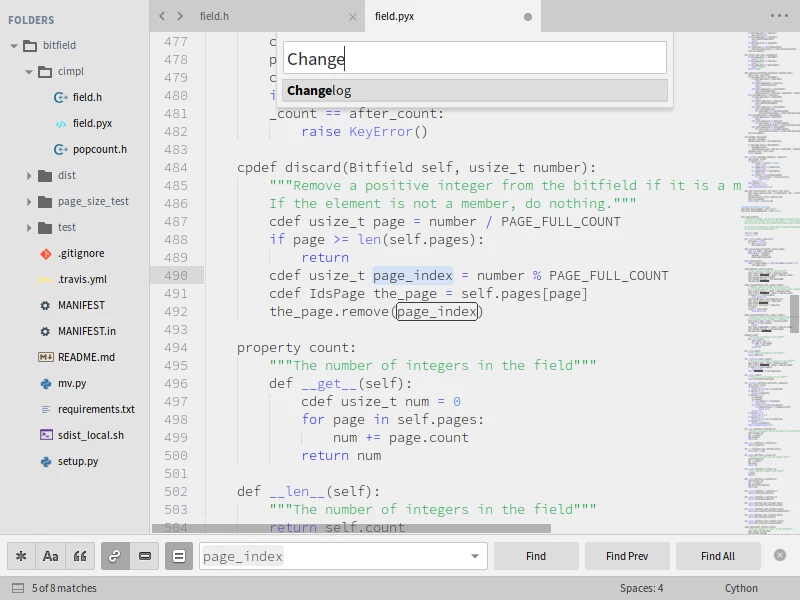 FOLDERS
bitfield
cimpl
field.h
field.pyx
popcount.h
dist
page_size_test
test
.gitignore
.travis.yml
MANIFEST
MANIFEST.in
README.md
mv.py
requirements.txt
sdist_local.sh
setup.py
field.h
field.pyx
Change
Changelog
477 c
478 p
479 c
480 i
481 _count == after_count:
482 raise KeyError()
483
484 cpdef discard(Bitfield self, usize_t number):
485 """Remove a positive integer from the bitfield if it is a m
486 If the element is not a member, do nothing."""
487 cdef usize_t page = number / PAGE_FULL_COUNT
488 if page >= len(self.pages):
489 return
490 cdef usize_t page_index = number % PAGE_FULL_COUNT
491 cdef IdsPage the_page = self.pages[page]
492 the_page.remove(page_index)
493
494 property count:
495 """The number of integers in the field"""
496 def __get__(self):
497 cdef usize_t num = 0
498 for page in self.pages:
499 num += page.count
500 return num
501
502 def __len__(self):
503 """The number of integers in the field"""
504 return self.count
Aa
page_index
Find
Find Prev
Find All
5 of 8 matches
Spaces: 4
Cython